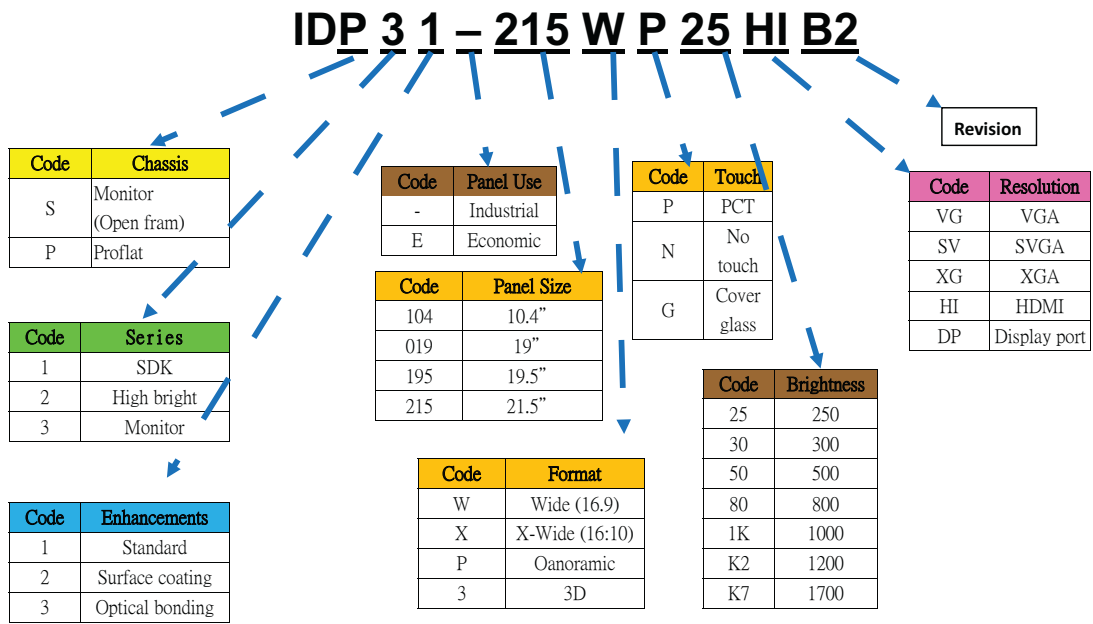 IDP 3 1 – 215 W P 25 HI B2
Revision
Code Chassis
S Monitor
(Open fram)
P Proflat
Code Series
1 SDK
2 High bright
3 Monitor
Code Enhancements
1 Standard
2 Surface coating
3 Optical bonding
Code Panel Use
- Industrial
E Economic
Code Panel Size
104 10.4”
019 19”
195 19.5”
215 21.5”
Code Format
W Wide (16.9)
X X-Wide (16:10)
P Oanoramic
3 3D
Code Touch
P PCT
N No
touch
G Cover
glass
Code Brightness
25 250
30 300
50 500
80 800
1K 1000
K2 1200
K7 1700
Code Resolution
VG VGA
SV SVGA
XG XGA
HI HDMI
DP Display port